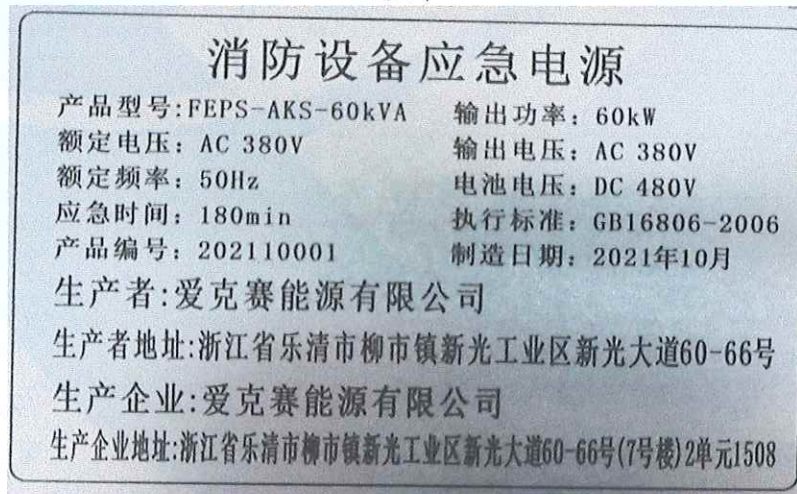 消防设备应急电源
产品型号:FEPS-AKS-60kVA 输出功率：60kW
额定电压：AC 380V 输出电压：AC 380V
额定频率：50Hz 电池电压：DC 480V
应急时间：180min 执行标准：GB16806-2006
产品编号：202110001 制造日期：2021年10月
生产者:爱克赛能源有限公司
生产者地址:浙江省乐清市柳市镇新光工业区新光大道60-66号
生产企业:爱克赛能源有限公司
生产企业地址:浙江省乐清市柳市镇新光工业区新光大道60-66号(7号楼)2单元1508